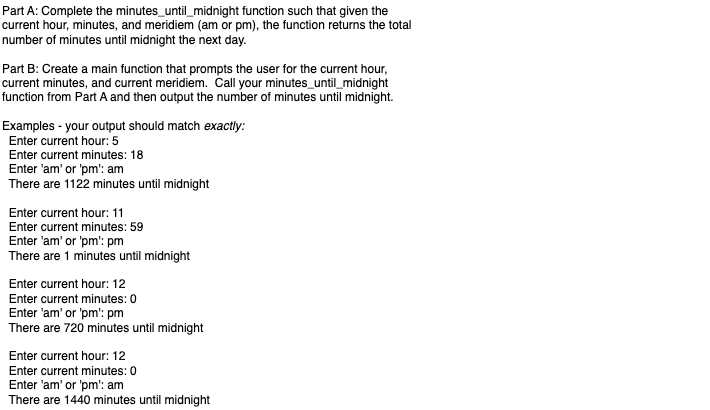 Part A: Complete the minutes_until_midnight function such that given the
current hour, minutes, and meridiem (am or pm), the function returns the total
number of minutes until midnight the next day.
Part B: Create a main function that prompts the user for the current hour,
current minutes, and current meridiem.  Call your minutes_until_midnight
function from Part A and then output the number of minutes until midnight.
Examples - your output should match exactly:
Enter current hour: 5
Enter current minutes: 18
Enter 'am' or 'pm': am
There are 1122 minutes until midnight
Enter current hour: 11
Enter current minutes: 59
Enter 'am' or 'pm': pm
There are 1 minutes until midnight
Enter current hour: 12
Enter current minutes: 0
Enter 'am' or 'pm': pm
There are 720 minutes until midnight
Enter current hour: 12
Enter current minutes: 0
Enter 'am' or 'pm': am
There are 1440 minutes until midnight